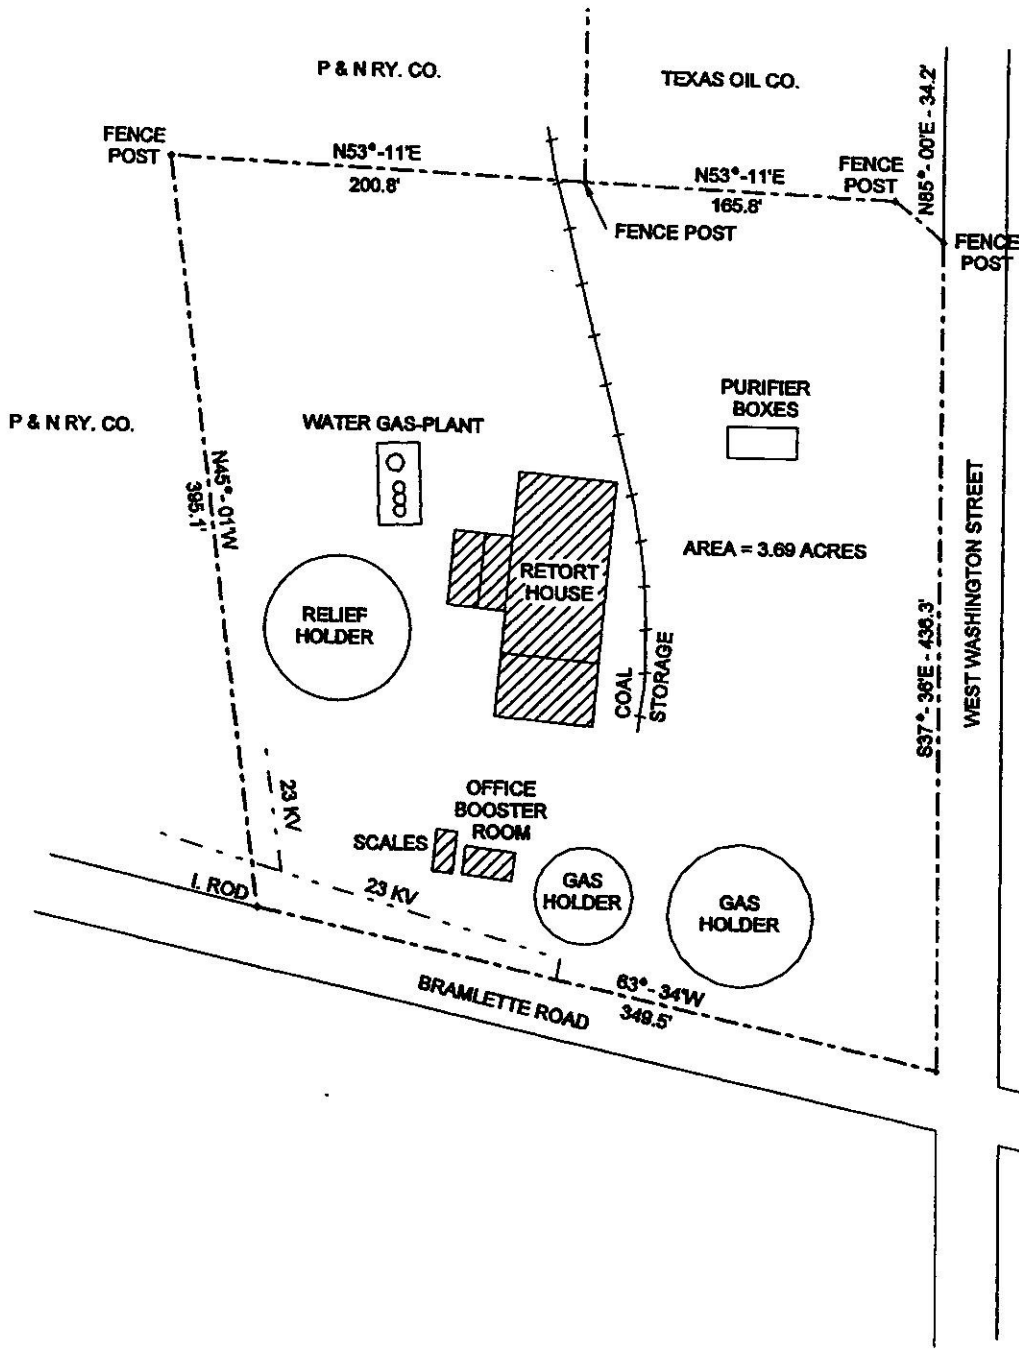 P & N RY. CO.
TEXAS OIL CO.
N85°-00'E - 34.2'
FENCE
POST
N53°-11'E
200.8'
FENCE
POST
N53°-11'E
165.8'
FENCE POST
FENCE
POST
P & N RY. CO.
WATER GAS-PLANT
PURIFIER
BOXES
N45°-01'W
395.1'
RETORT
HOUSE
AREA = 3.69 ACRES
WEST WASHINGTON STREET
RELIEF
HOLDER
COAL
STORAGE
S37°-36'E - 436.3'
23 KV
OFFICE
BOOSTER
ROOM
SCALES
I. ROD
23 KV
GAS
HOLDER
GAS
HOLDER
BRAMLETTE ROAD
63°-34'W
349.5'